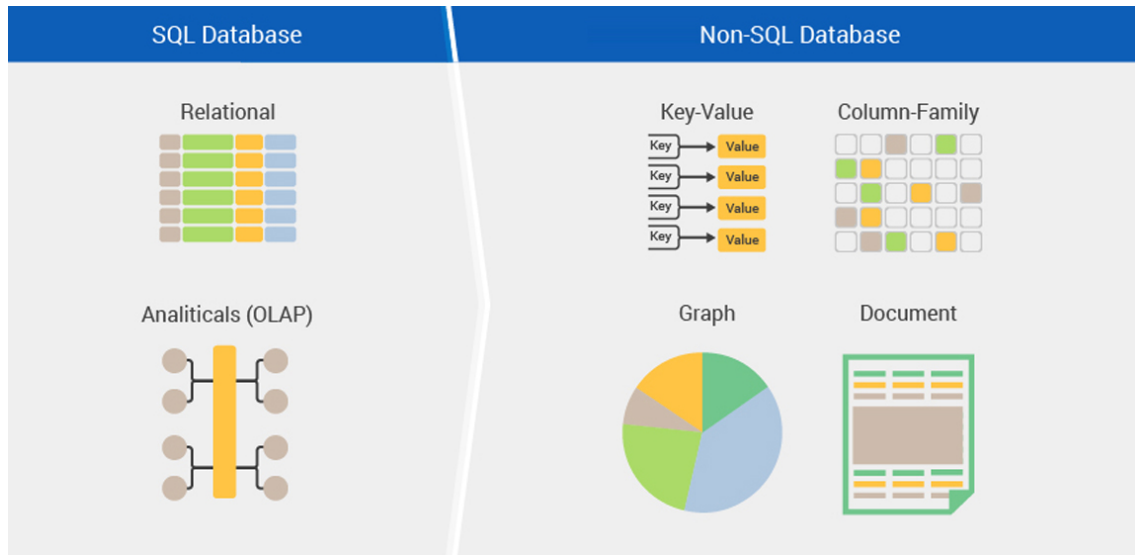 SQL Database
Non-SQL Database
Relational
Analiticals (OLAP)
Key-Value
Column-Family
Key Value
Key Value
Key Value
Key Value
Graph
Document